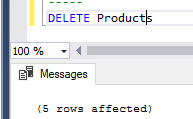 -----
DELETE Products
100 %
Messages
(5 rows affected)